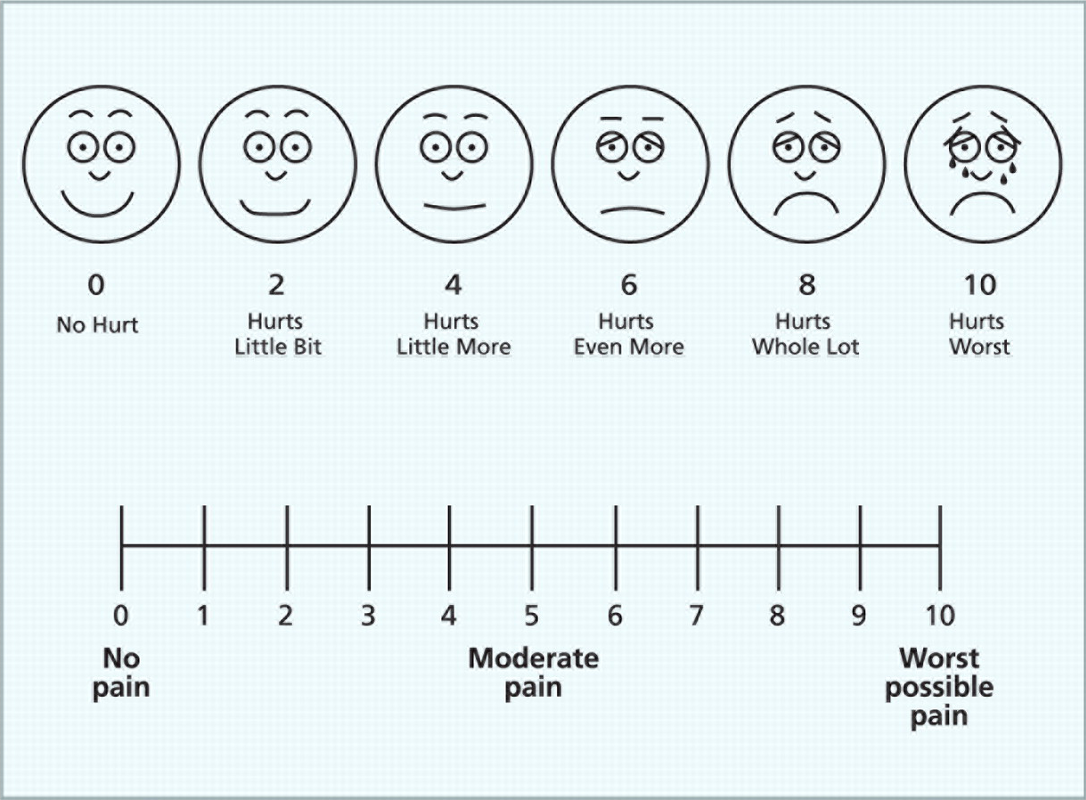 0 2 4 6 8 10
No Hurt
Hurts
Little Bit
Hurts
Little More
Hurts
Even More
Hurts
Whole Lot
Hurts
Worst
0 1 2 3 4 5 6 7 8 9 10
No
pain
Moderate
pain
Worst
possible
pain